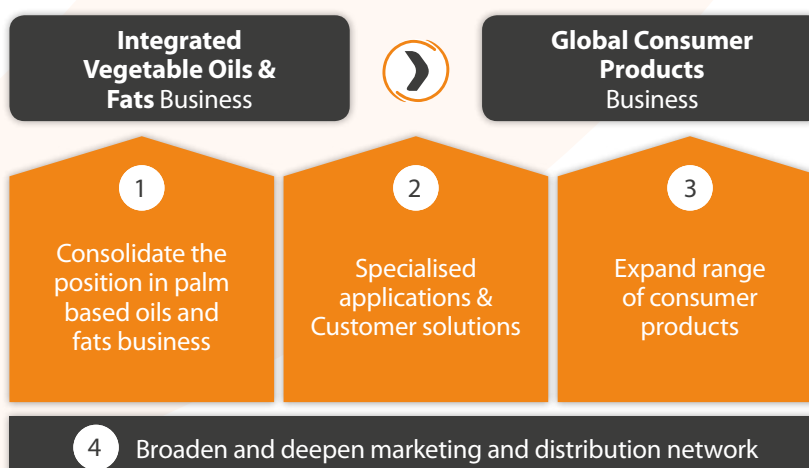 Integrated
Vegetable Oils &
Fats Business
Global Consumer
Products
Business
1
Consolidate the
position in palm
based oils and
fats business
2
Specialised
applications &
Customer solutions
3
Expand range
of consumer
products
4 Broaden and deepen marketing and distribution network